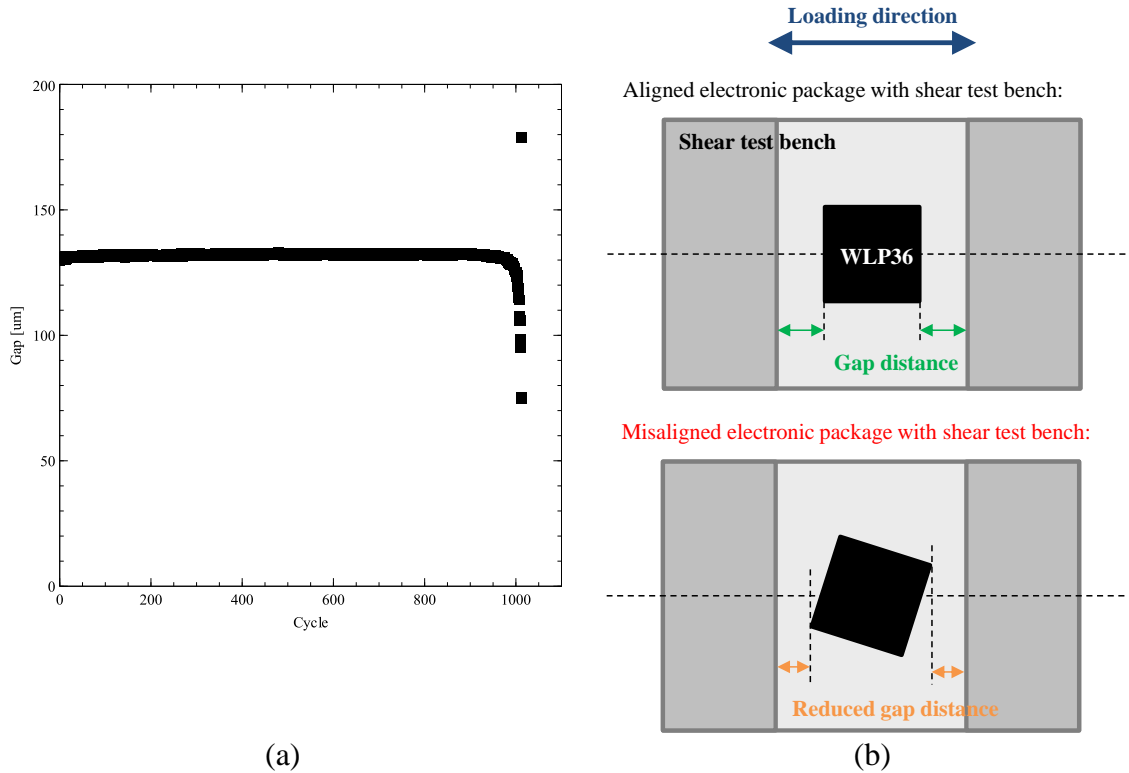 Loading direction
Aligned electronic package with shear test bench:
Shear test bench
WLP36
Gap distance
Misaligned electronic package with shear test bench:
Reduced gap distance
200
150
100
50
0
Gap [um]
0 200 400 600 800 1000
Cycle
(a)
(b)